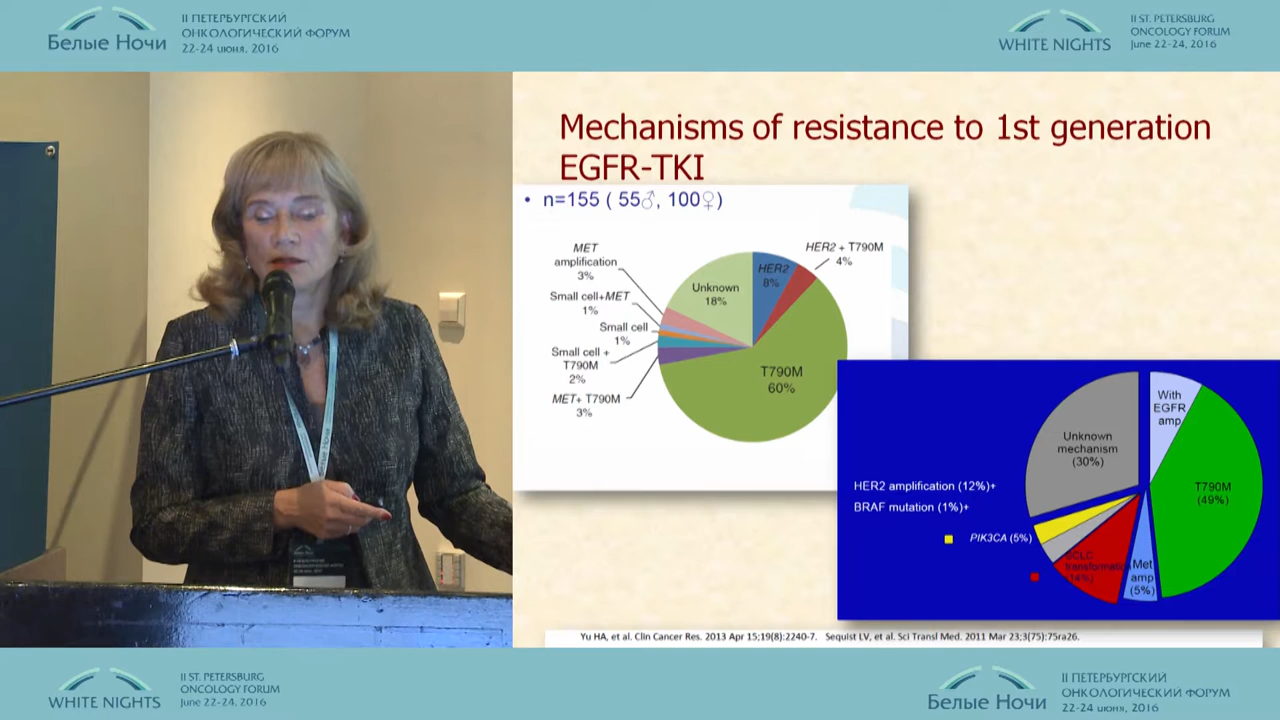 Белые Ночи
II ПЕТЕРБУРГСКИЙ
ОНКОЛОГИЧЕСКИЙ ФОРУМ
22-24 июня, 2016
WHITE NIGHTS
II ST. PETERSBURG
ONCOLOGY FORUM
June 22-24, 2016
Mechanisms of resistance to 1st generation
EGFR-TKI
• n=155 ( 55♂, 100♀)
MET
amplification
3%
Small cell+MET
1%
Small cell
1%
Small cell +
T790M
2%
MET+ T790M
3%
Unknown
18%
HER2
8%
HER2 + T790M
4%
T790M
60%
HER2 amplification (12%)+
BRAF mutation (1%)+
PIK3CA (5%)
Unknown
mechanism
(30%)
With
EGFR
amp
T790M
(49%)
SCLC
transformation
(14%)
Met
amp
(5%)
Yu HA, et al. Clin Cancer Res. 2013 Apr 15;19(8):2240-7. Sequist LV, et al. Sci Transl Med. 2011 Mar 23;3(75):75ra26.
WHITE NIGHTS
II ST. PETERSBURG
ONCOLOGY FORUM
June 22-24, 2016
Белые Ночи
II ПЕТЕРБУРГСКИЙ
ОНКОЛОГИЧЕСКИЙ ФОРУМ
22-24 июня, 2016